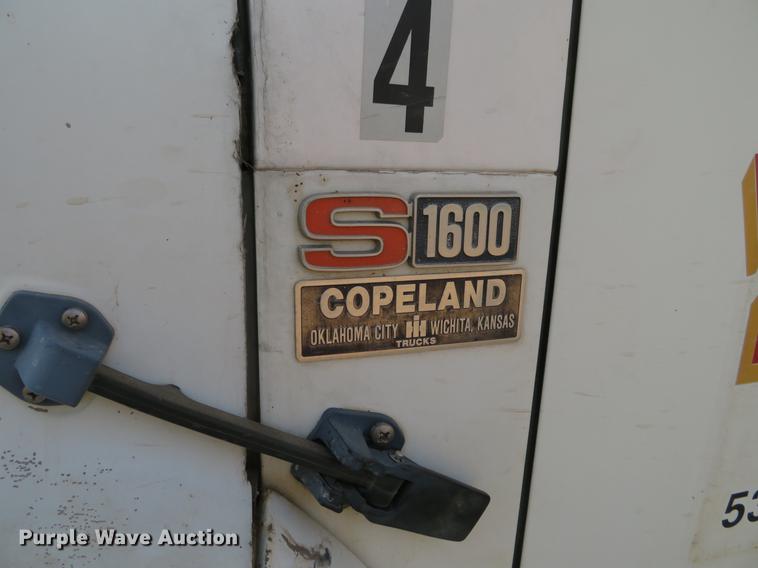 4
S 1600
COPELAND
OKLAHOMA CITY IH WICHITA, KANSAS
TRUCKS
53
Purple Wave Auction